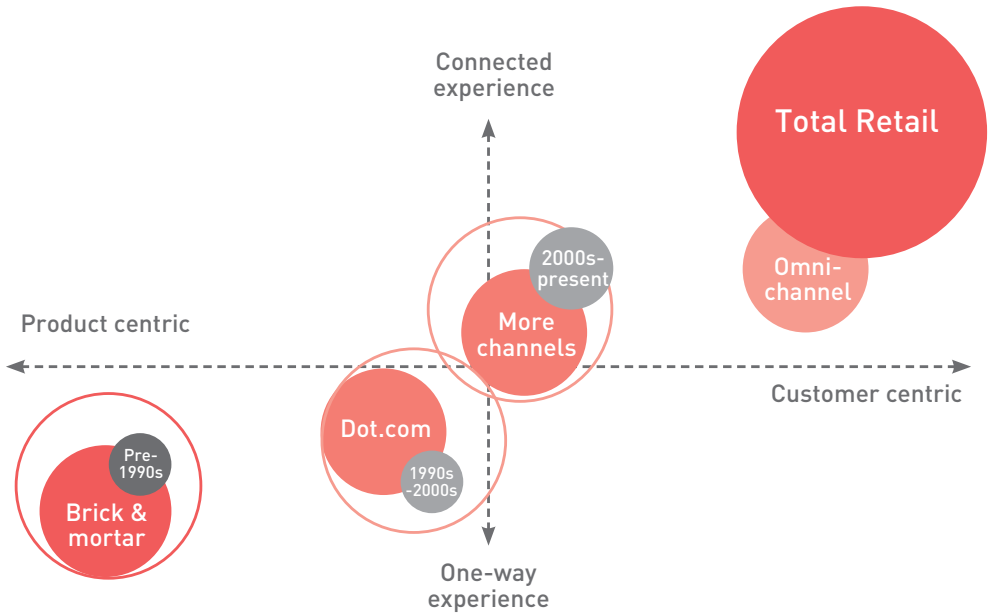 Connected
experience
Total Retail
2000s-
present
Omni-
channel
Product centric
More
channels
Customer centric
Dot.com
Pre-
1990s
1990s
-2000s
Brick &
mortar
One-way
experience